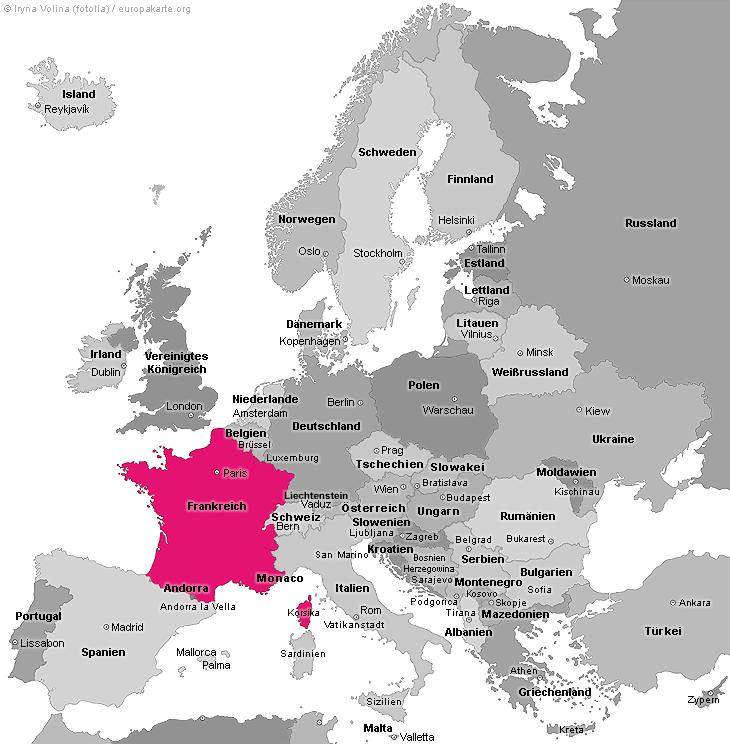 © Iryna Volina (fotolia) / europakarte.org
Island
Reykjavík
Schweden
Finnland
Norwegen
Helsinki
Russland
Oslo
Stockholm
Tallinn
Estland
Moskau
Lettland
Riga
Dänemark
Kopenhagen
Litauen
Vilnius
Irland
Dublin
Vereinigtes
Königreich
Minsk
Weißrussland
Polen
Warschau
London
Niederlande
Amsterdam
Berlin
Deutschland
Kiew
Ukraine
Belgien
Brüssel
Luxemburg
Prag
Tschechien
Slowakei
Bratislava
Moldawien
Kischinau
Paris
Frankreich
Liechtenstein
Vaduz
Wien
Österreich
Budapest
Ungarn
Rumänien
Bukarest
Schweiz
Bern
Slowenien
Ljubljana
Zagreb
Kroatien
Belgrad
San Marino
Bosnien
Herzegowina
Sarajevo
Serbien
Bulgarien
Sofia
Monaco
Andorra
Andorra la Vella
Italien
Montenegro
Kosovo
Podgorica
Skopje
Mazedonien
Tirana
Albanien
Korsika
Rom
Vatikanstadt
Ankara
Türkei
Portugal
Lissabon
Madrid
Spanien
Mallorca
Palma
Sardinien
Athen
Griechenland
Sizilien
Zypern
Malta
Valletta
Kreta